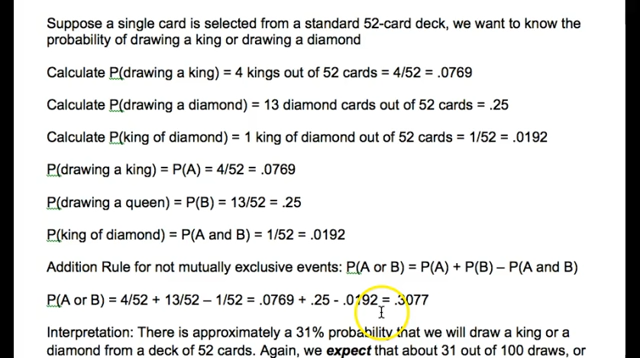 Suppose a single card is selected from a standard 52-card deck, we want to know the
probability of drawing a king or drawing a diamond
Calculate P(drawing a king) = 4 kings out of 52 cards = 4/52 = .0769
Calculate P(drawing a diamond) = 13 diamond cards out of 52 cards = .25
Calculate P(king of diamond) = 1 king of diamond out of 52 cards = 1/52 = .0192
P(drawing a king) = P(A) = 4/52 = .0769
P(drawing a queen) = P(B) = 13/52 = .25
P(king of diamond) = P(A and B) = 1/52 = .0192
Addition Rule for not mutually exclusive events: P(A or B) = P(A) + P(B) – P(A and B)
P(A or B) = 4/52 + 13/52 – 1/52 = .0769 + .25 - .0192 = .3077
Interpretation: There is approximately a 31% probability that we will draw a king or a
diamond from a deck of 52 cards. Again, we expect that about 31 out of 100 draws, or